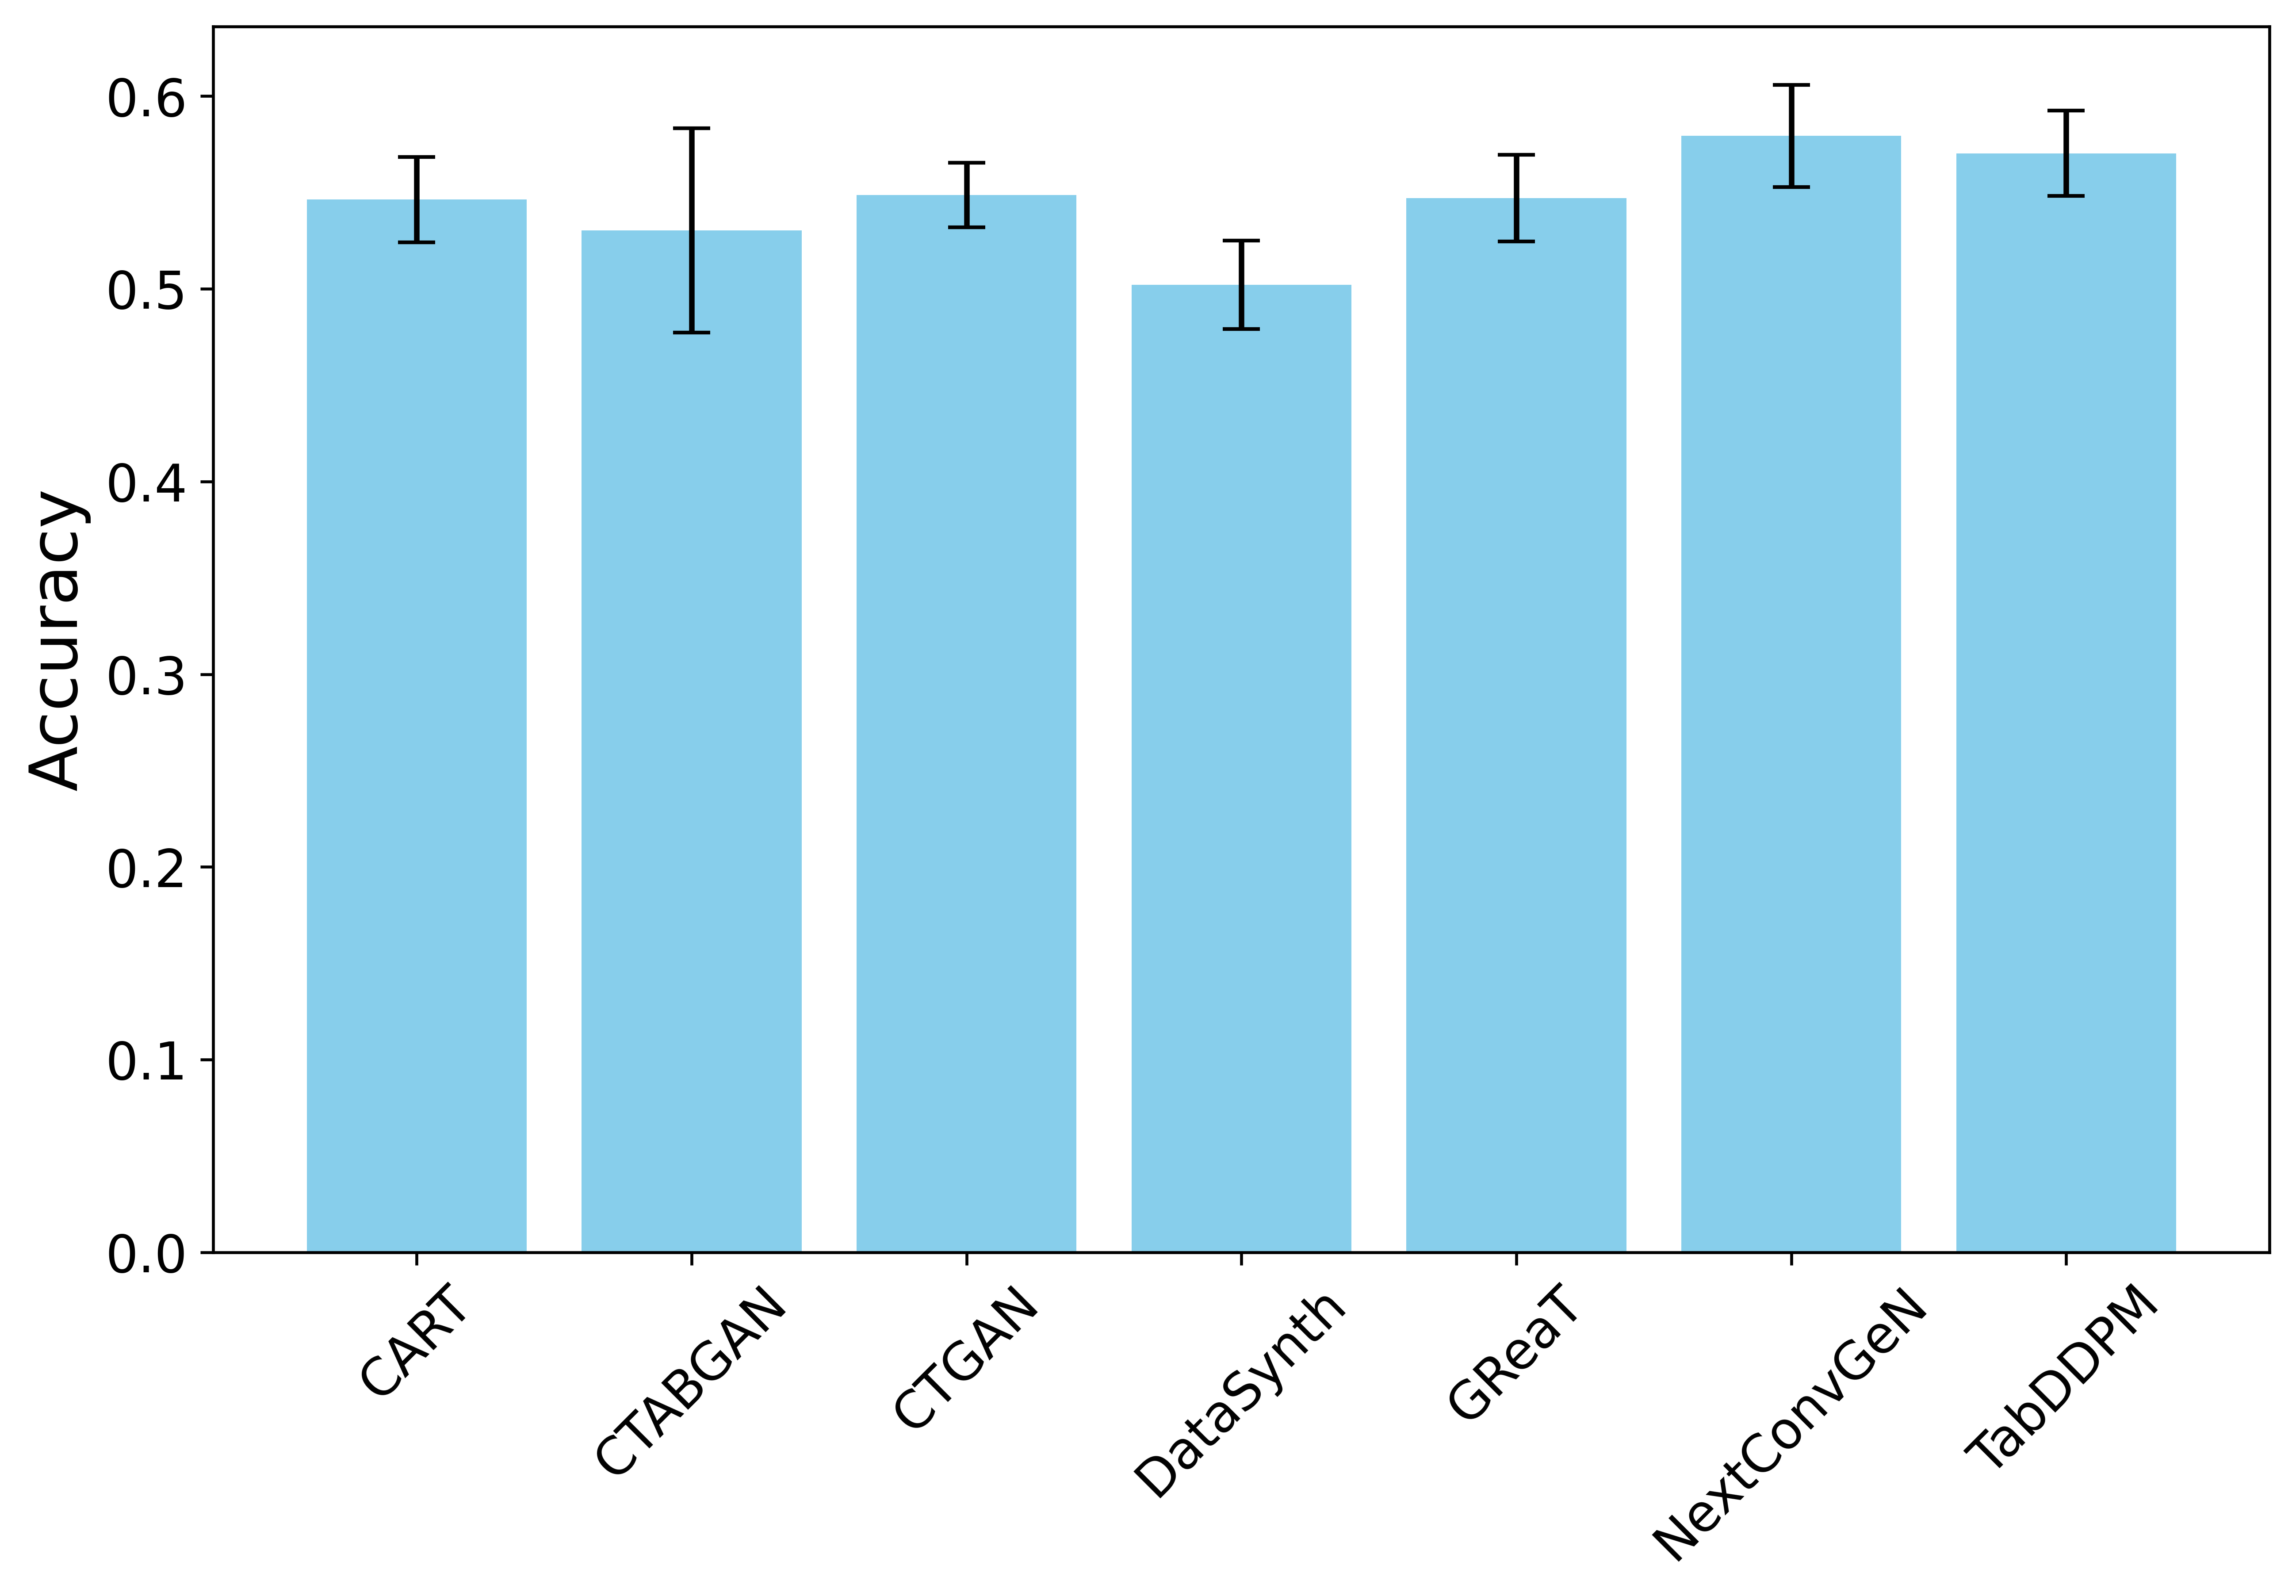 Accuracy
0.6
0.5
0.4
0.3
0.2
0.1
0.0
CART
CTABGAN
CTGAN
DataSynth
GReaT
NextConvGeN
TabDDPM